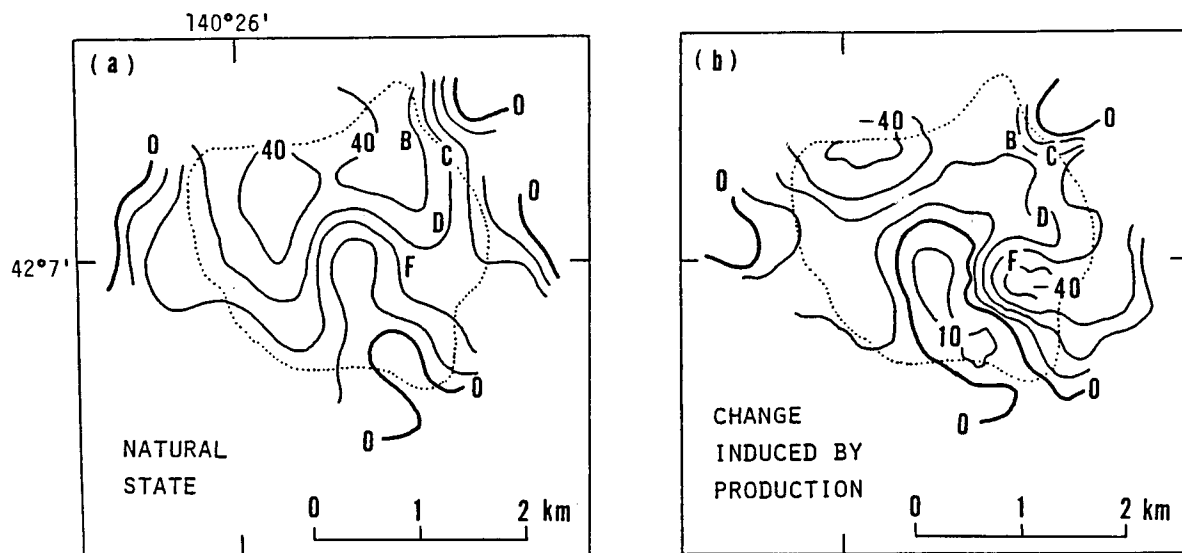 140°26'
(a)
(b)
0
0
-40
0
40
40
B
B
C
C
0
0
D
D
42°7'
F
F
-40
10
0
0
0
0
NATURAL
STATE
CHANGE
INDUCED BY
PRODUCTION
0 1 2 km
0 1 2 km